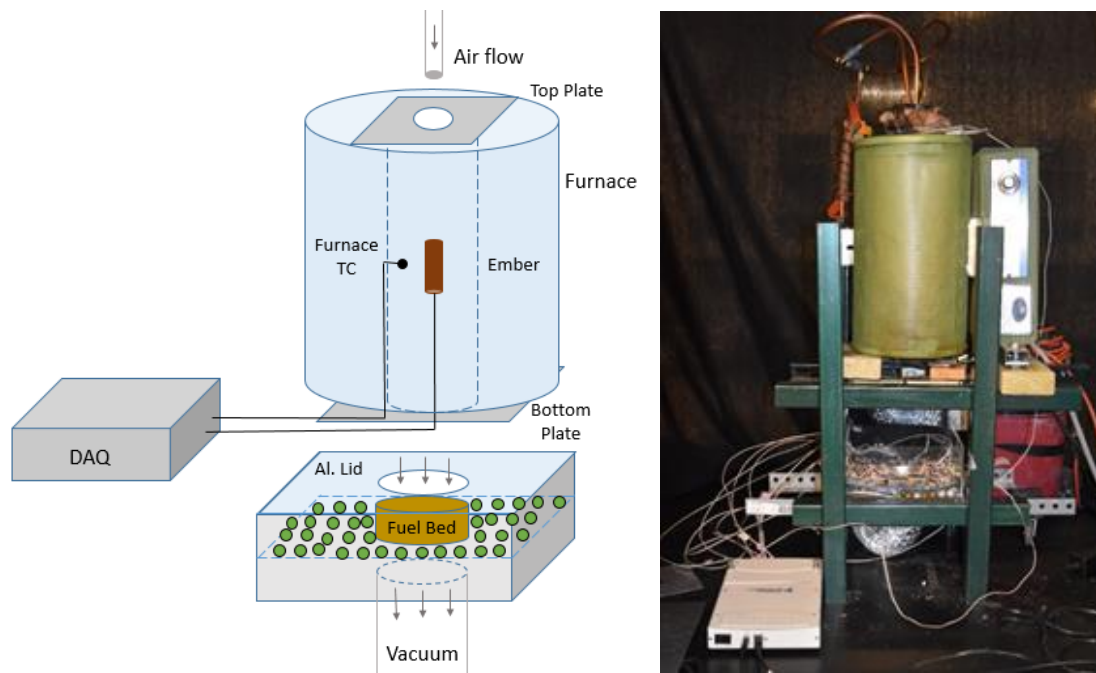 Air flow
Top Plate
Furnace
Furnace
TC
Ember
Bottom
Plate
DAQ
Al. Lid
Fuel Bed
Vacuum